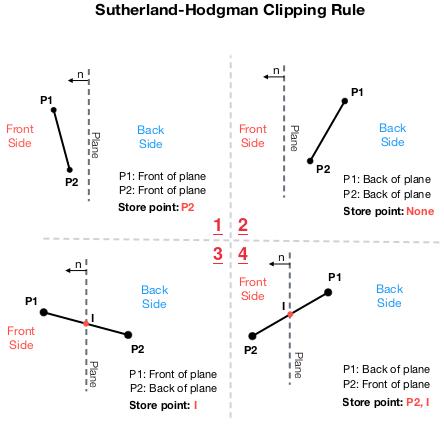 Sutherland-Hodgman Clipping Rule
n
P1
Front
Side
Plane
Back
Side
P2
P1: Front of plane
P2: Front of plane
Store point: P2
1
n
P1
Front
Side
Plane
Back
Side
P2
P1: Back of plane
P2: Back of plane
Store point: None
2
3
n
P1
Back
Side
I
Front
Side
P2
Plane
P1: Front of plane
P2: Back of plane
Store point: I
4
n
P1
Front
Side
Back
Side
I
P2
Plane
P1: Back of plane
P2: Front of plane
Store point: P2, I